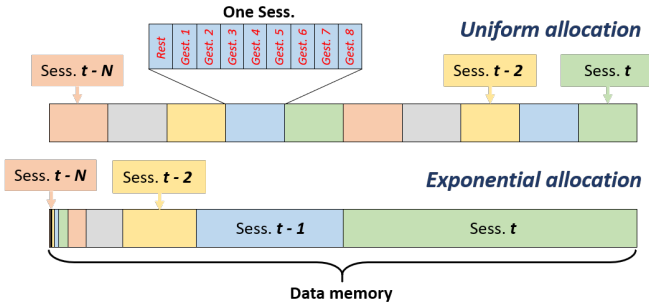 One Sess.
Uniform allocation
Rest
Gest. 1
Gest. 2
Gest. 3
Gest. 4
Gest. 5
Gest. 6
Gest. 7
Gest. 8
Sess. t - N
Sess. t - 2
Sess. t
Sess. t - N
Sess. t - 2
Exponential allocation
Sess. t - 1
Sess. t
Data memory